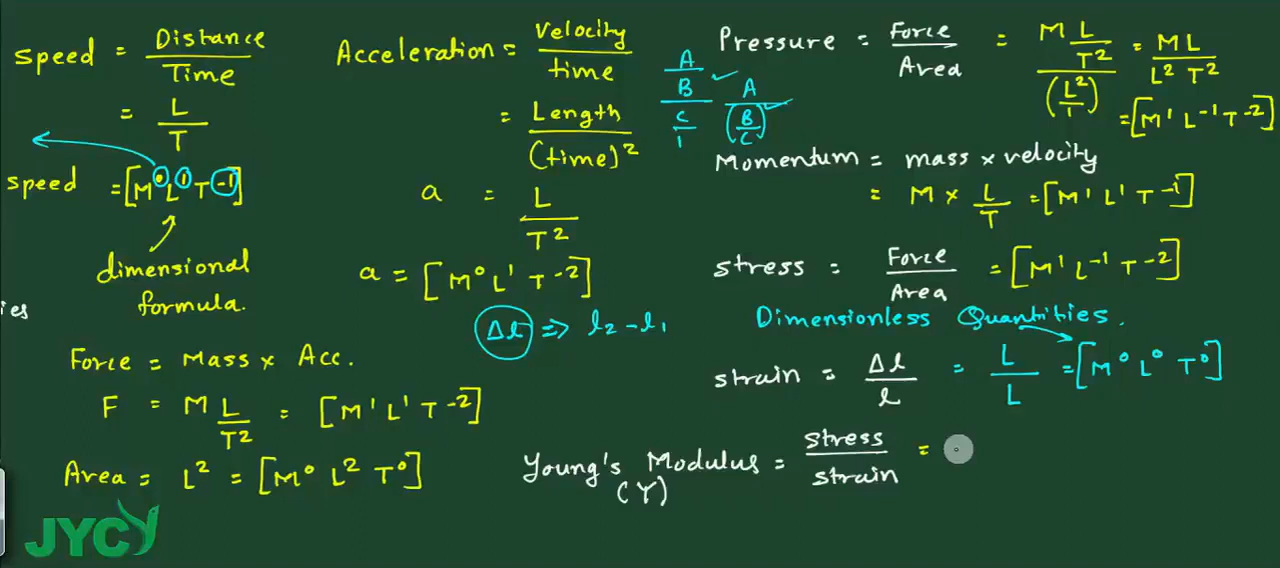 speed = Distance / Time
= L / T
speed = [M⁰ L¹ T⁻¹]
dimensional
formula.
ies
Force = Mass × Acc.
F = M L / T² = [M¹ L¹ T⁻²]
Area = L² = [M⁰ L² T⁰]
JYCY
Acceleration = Velocity / time
= Length / (time)²
a = L / T²
a = [M⁰ L¹ T⁻²]
Δl ⇒ l₂ - l₁
A / B / C / 1
A / (B / C)
Pressure = Force / Area = M L / T² / (L² / 1) = ML / L² T²
= [M¹ L⁻¹ T⁻²]
Momentum = mass × velocity
= M × L / T = [M¹ L¹ T⁻¹]
stress = Force / Area = [M¹ L⁻¹ T⁻²]
Dimensionless Quantities.
strain = Δl / l = L / L = [M⁰ L⁰ T⁰]
Young's Modulus = stress / strain =
(Y)